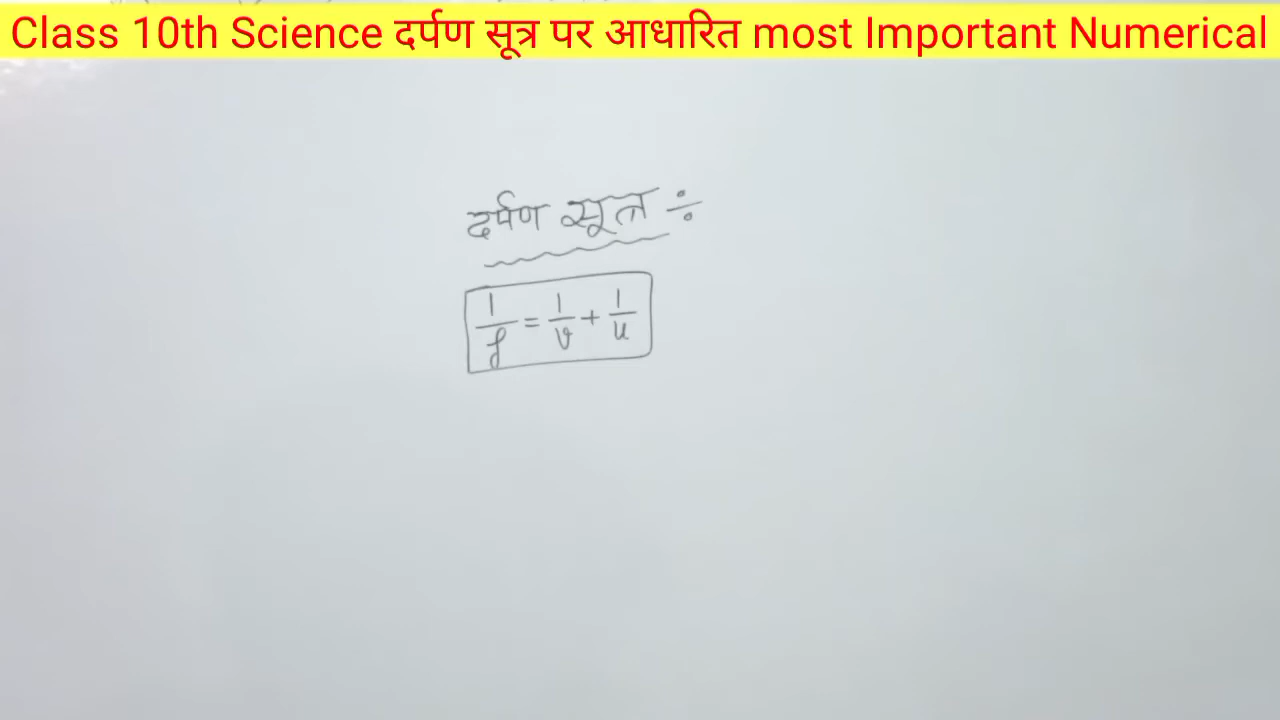 Class 10th Science दर्पण सूत्र पर आधारित most Important Numerical
दर्पण सूत्र ÷
1/f = 1/v + 1/u